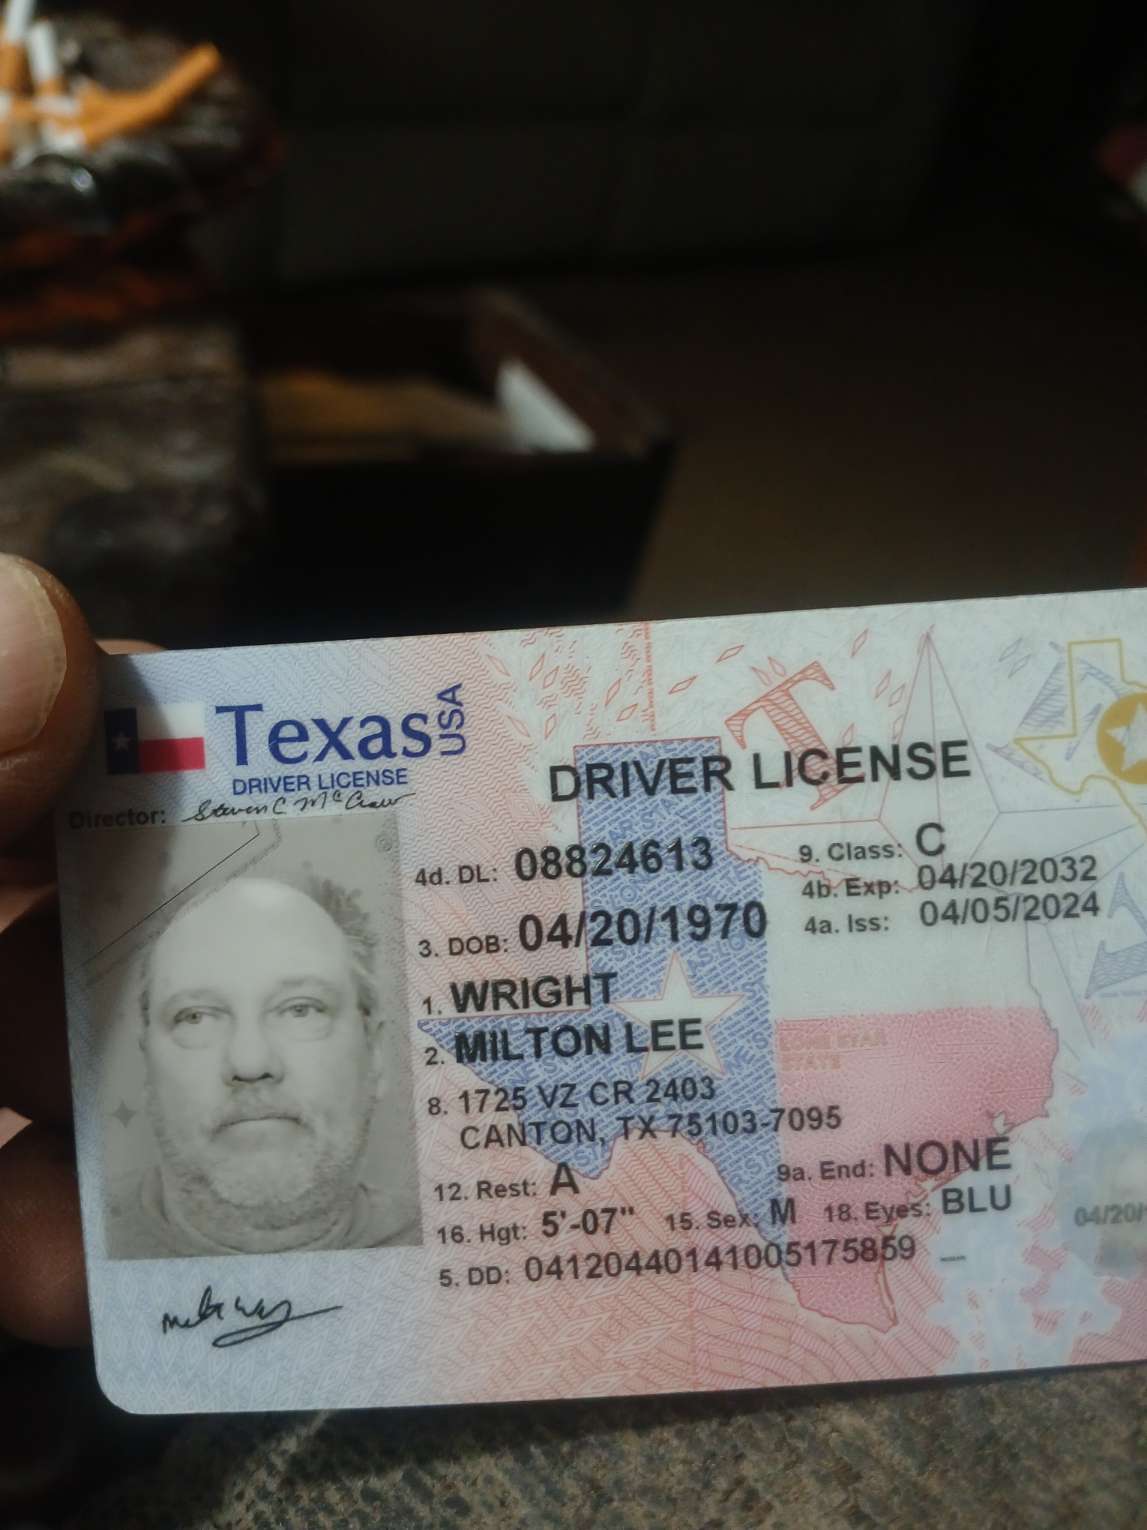 Texas USA
DRIVER LICENSE
Director: Steven C. McCraw
DRIVER LICENSE
4d. DL: 08824613
9. Class: C
4b. Exp: 04/20/2032
3. DOB: 04/20/1970
4a. Iss: 04/05/2024
1. WRIGHT
2. MILTON LEE
LONE STAR
STATE
8. 1725 VZ CR 2403
CANTON, TX 75103-7095
12. Rest: A
9a. End: NONE
16. Hgt: 5'-07" 15. Sex: M 18. Eyes: BLU
04/20/
5. DD: 04120440141005175859